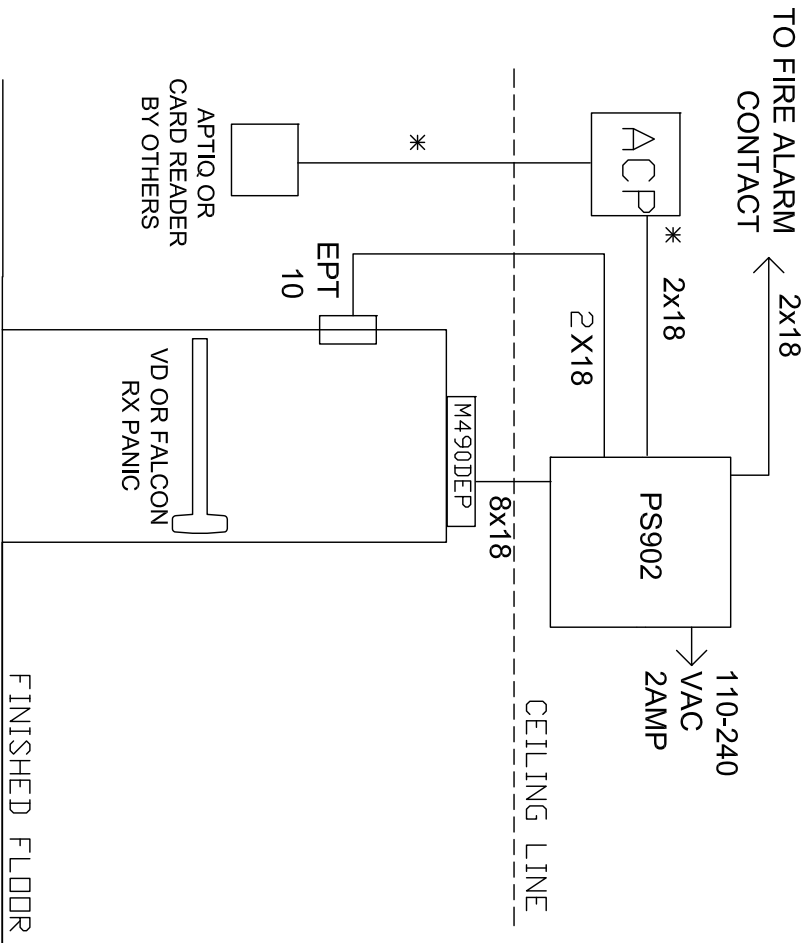 TO FIRE ALARM
CONTACT
2x18
110-240
VAC
2AMP
ACP
*
2x18
PS902
2X18
CEILING LINE
*
8x18
M490DEP
EPT
10
APTIQ OR
CARD READER
BY OTHERS
VD OR FALCON
RX PANIC
FINISHED FLOOR